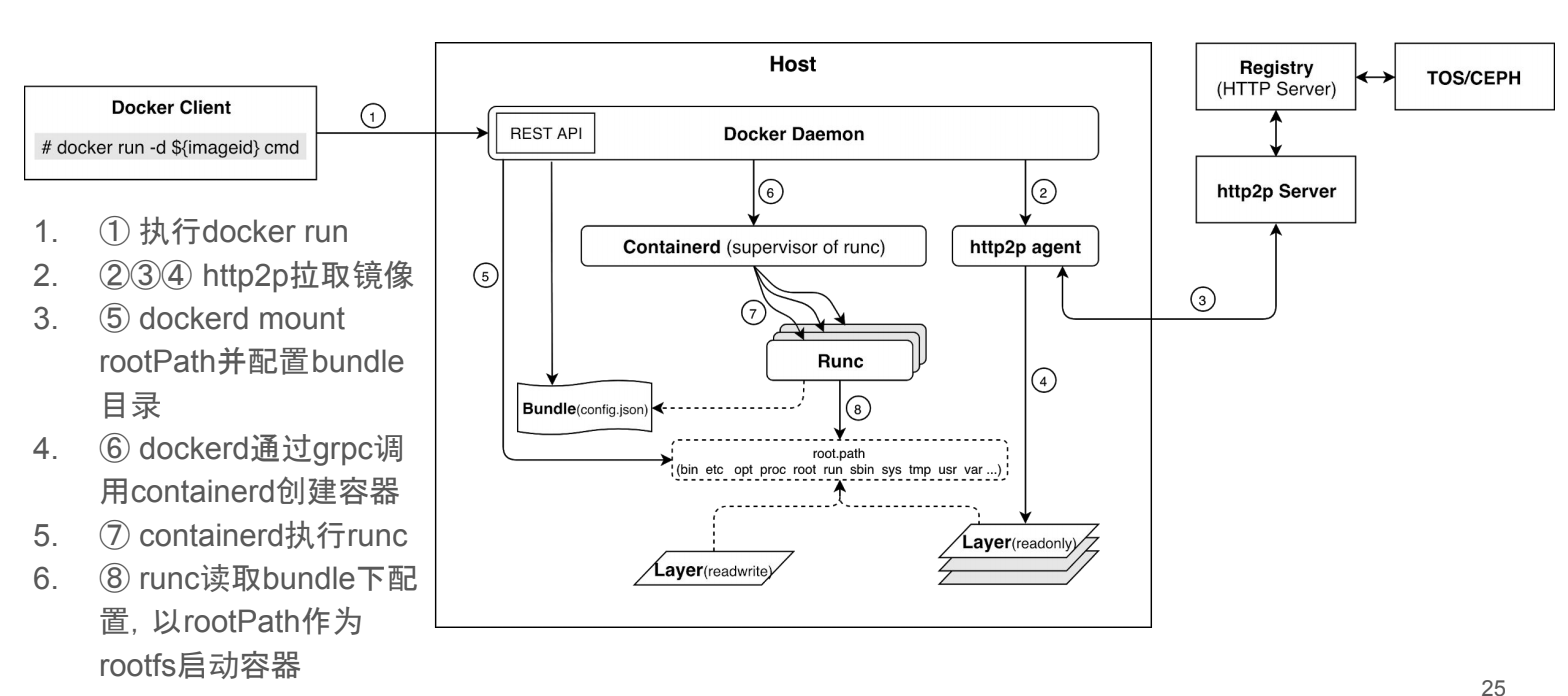 Host
Docker Client
# docker run -d ${imageid} cmd
1
REST API
Docker Daemon
Registry
(HTTP Server)
TOS/CEPH
http2p Server
6
2
Containerd (supervisor of runc)
http2p agent
5
7
3
Runc
4
Bundle(config.json)
8
root.path
(bin etc opt proc root run sbin sys tmp usr var ...)
Layer(readwrite)
Layer(readonly)
1. ① 执行docker run
2. ②③④ http2p拉取镜像
3. ⑤ dockerd mount
rootPath并配置bundle
目录
4. ⑥ dockerd通过grpc调
用containerd创建容器
5. ⑦ containerd执行runc
6. ⑧ runc读取bundle下配
置，以rootPath作为
rootfs启动容器
25